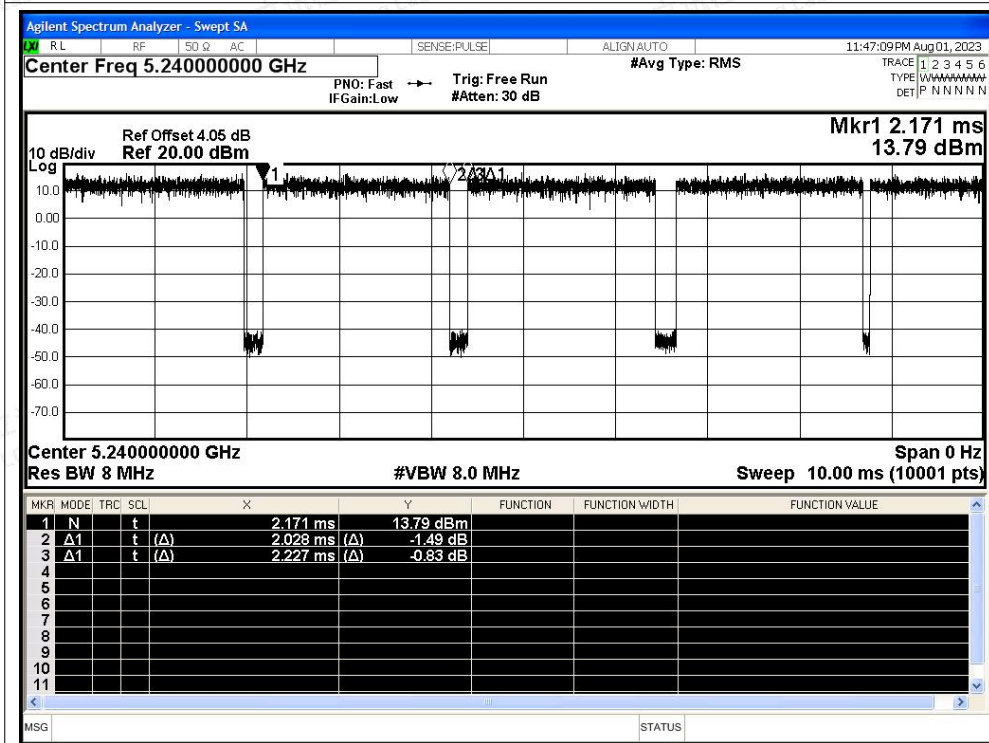 Agilent Spectrum Analyzer - Swept SA
LXI RL RF 50 Ω AC SENSE:PULSE ALIGN AUTO 11:47:09 PM Aug 01, 2023
Center Freq 5.240000000 GHz #Avg Type: RMS TRACE 1 2 3 4 5 6
PNO: Fast Trig: Free Run TYPE W
IFGain:Low #Atten: 30 dB DET P N N N N N
Mkr1 2.171 ms
Ref Offset 4.05 dB
10 dB/div Ref 20.00 dBm 13.79 dBm
Log
1 2Δ3Δ1
10.0
0.00
-10.0
-20.0
-30.0
-40.0
-50.0
-60.0
-70.0
Center 5.240000000 GHz Span 0 Hz
Res BW 8 MHz #VBW 8.0 MHz Sweep 10.00 ms (10001 pts)
MKR MODE TRC SCL X Y FUNCTION FUNCTION WIDTH FUNCTION VALUE
1 N t 2.171 ms 13.79 dBm
2 Δ1 t (Δ) 2.028 ms (Δ) -1.49 dB
3 Δ1 t (Δ) 2.227 ms (Δ) -0.83 dB
4
5
6
7
8
9
10
11
MSG STATUS